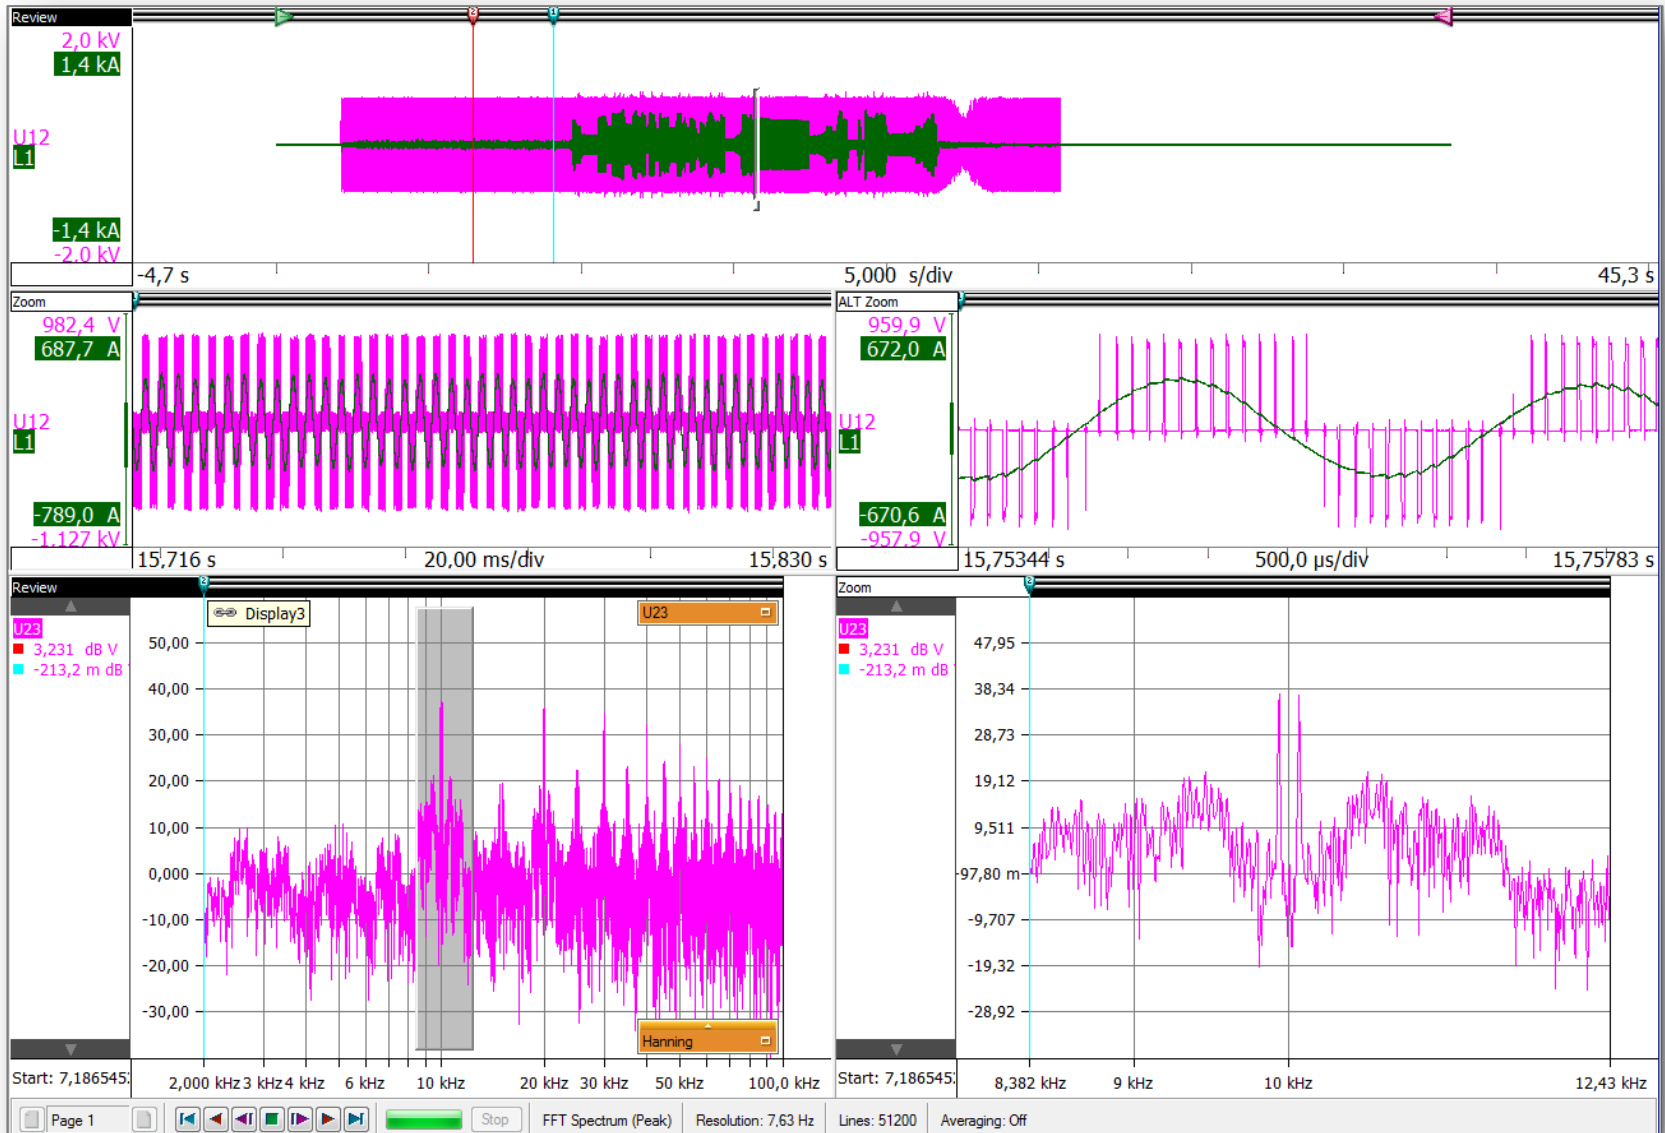 Review
2 1
2,0 kV
1,4 kA
U12
L1
-1,4 kA
-2,0 kV
-4,7 s 5,000 s/div 45,3 s
Zoom
982,4 V
687,7 A
U12
L1
-789,0 A
-1,127 kV
15,716 s 20,00 ms/div 15,830 s
ALT Zoom
959,9 V
672,0 A
U12
L1
-670,6 A
-957,9 V
15,75344 s 500,0 µs/div 15,75783 s
Review
2
U23
3,231 dB V
-213,2 m dB
Display3
U23
50,00
40,00
30,00
20,00
10,00
0,000
-10,00
-20,00
-30,00
Hanning
Start: 7,186545
2,000 kHz 3 kHz 4 kHz 6 kHz 10 kHz 20 kHz 30 kHz 50 kHz 100,0 kHz
Zoom
2
U23
3,231 dB V
-213,2 m dB
47,95
38,34
28,73
19,12
9,511
-97,80 m
-9,707
-19,32
-28,92
Start: 7,186545
8,382 kHz 9 kHz 10 kHz 12,43 kHz
Page 1 Stop FFT Spectrum (Peak) Resolution: 7,63 Hz Lines: 51200 Averaging: Off